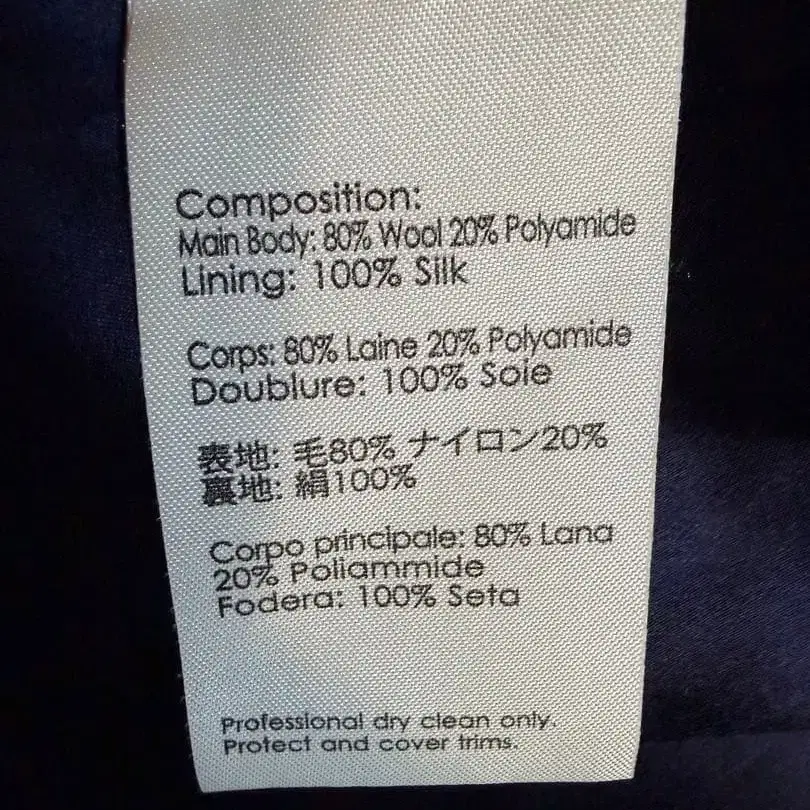 Composition:
Main Body: 80% Wool 20% Polyamide
Lining: 100% Silk
Corps: 80% Laine 20% Polyamide
Doublure: 100% Soie
表地: 毛80% ナイロン20%
裏地: 絹100%
Corpo principale: 80% Lana
20% Poliammide
Fodera: 100% Seta
Professional dry clean only.
Protect and cover trims.